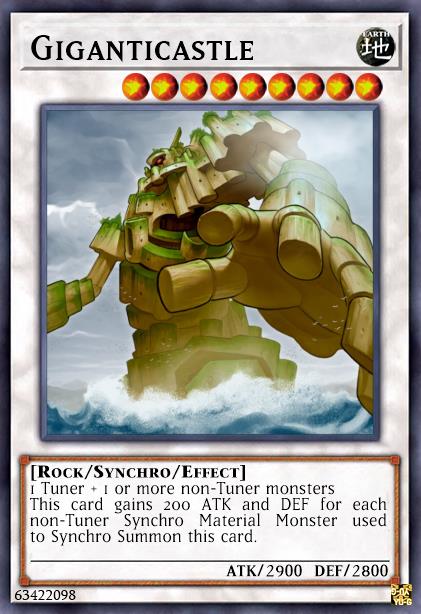 GIGANTICASTLE
EARTH
地
[ROCK/SYNCHRO/EFFECT]
1 Tuner + 1 or more non-Tuner monsters
This card gains 200 ATK and DEF for each
non-Tuner Synchro Material Monster used
to Synchro Summon this card.
ATK/2900 DEF/2800
63422098